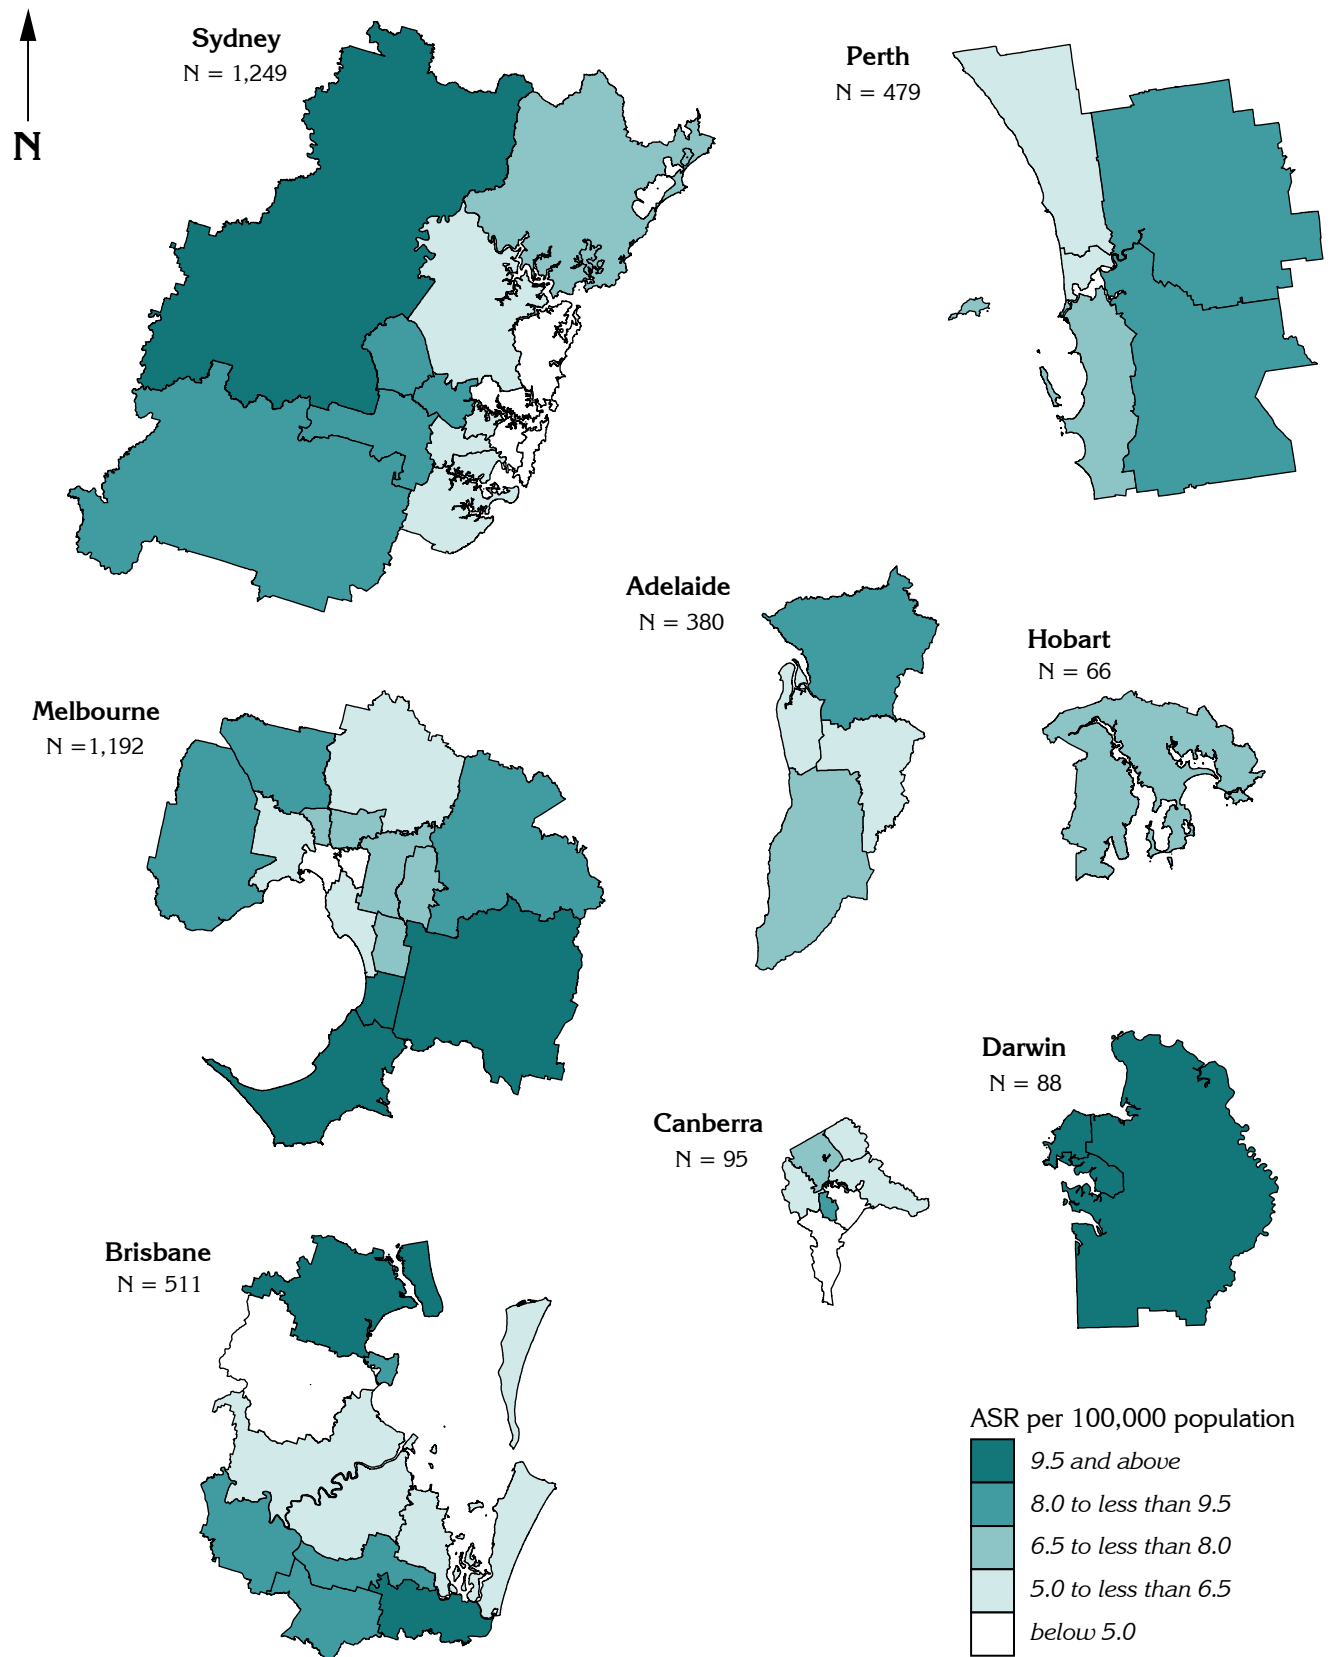 Sydney
N = 1,249
Perth
N = 479
N
Adelaide
N = 380
Hobart
N = 66
Melbourne
N =1,192
Darwin
N = 88
Canberra
N = 95
Brisbane
N = 511
ASR per 100,000 population
9.5 and above
8.0 to less than 9.5
6.5 to less than 8.0
5.0 to less than 6.5
below 5.0